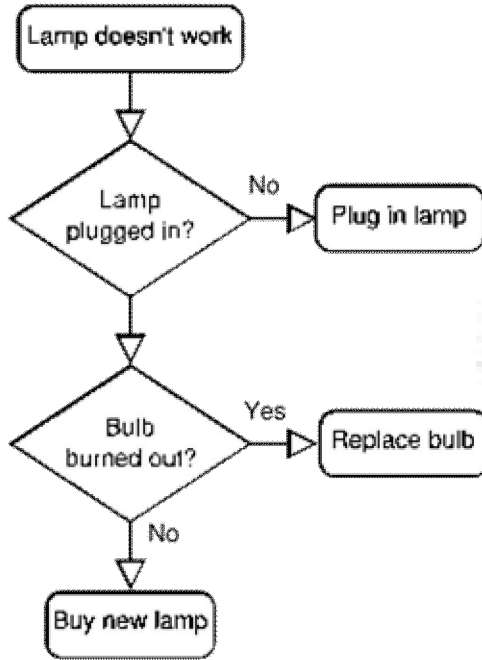 Lamp doesn't work
Lamp
plugged in?
No
Plug in lamp
Bulb
burned out?
Yes
Replace bulb
No
Buy new lamp